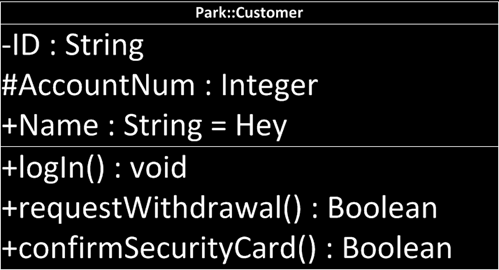 Park::Customer
-ID : String
#AccountNum : Integer
+Name : String = Hey
+logIn() : void
+requestWithdrawal() : Boolean
+confirmSecurityCard() : Boolean